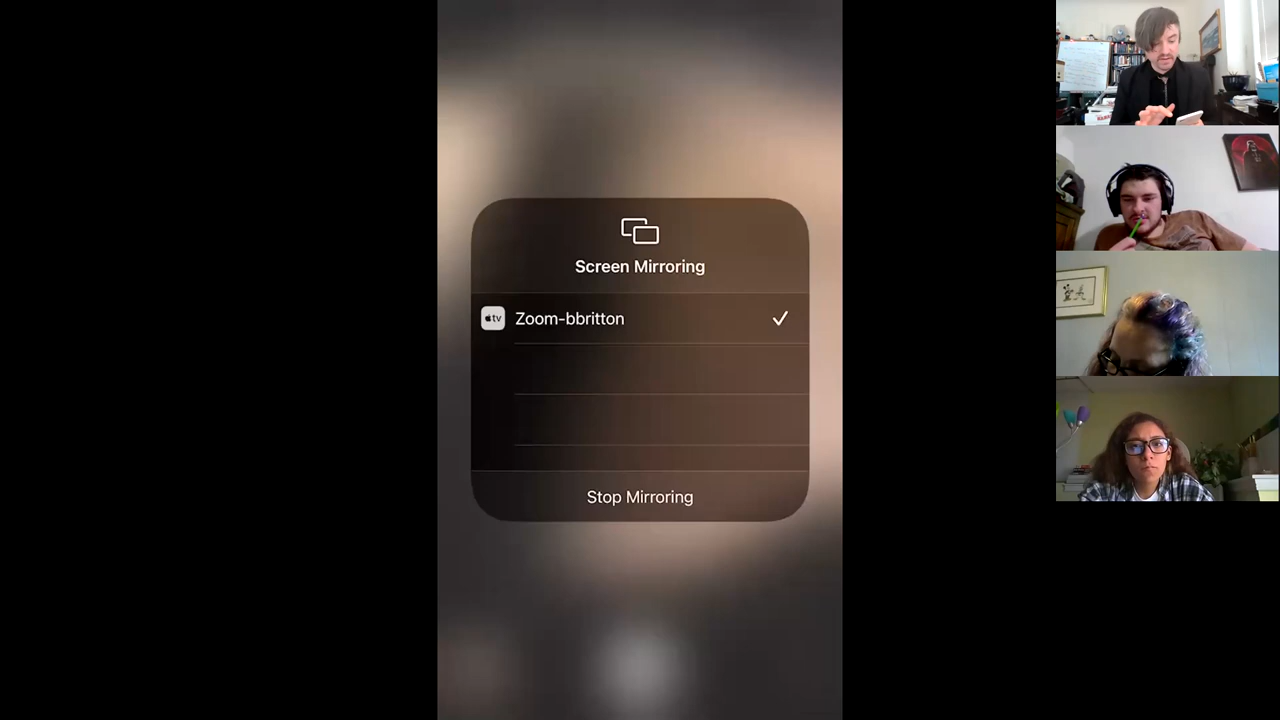 Screen Mirroring
tv
Zoom-bbritton
Stop Mirroring